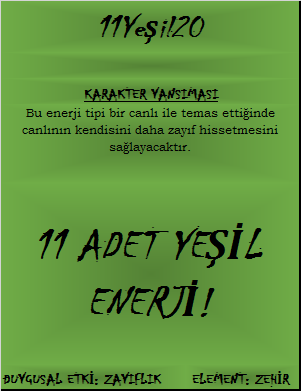 11Yeşil20
KARAKTER YANSIMASI
Bu enerji tipi bir canlı ile temas ettiğinde
canlının kendisini daha zayıf hissetmesini
sağlayacaktır.
11 ADET YEŞİL
ENERJİ!
DUYGUSAL ETKİ: ZAYIFLIK ELEMENT: ZEHİR